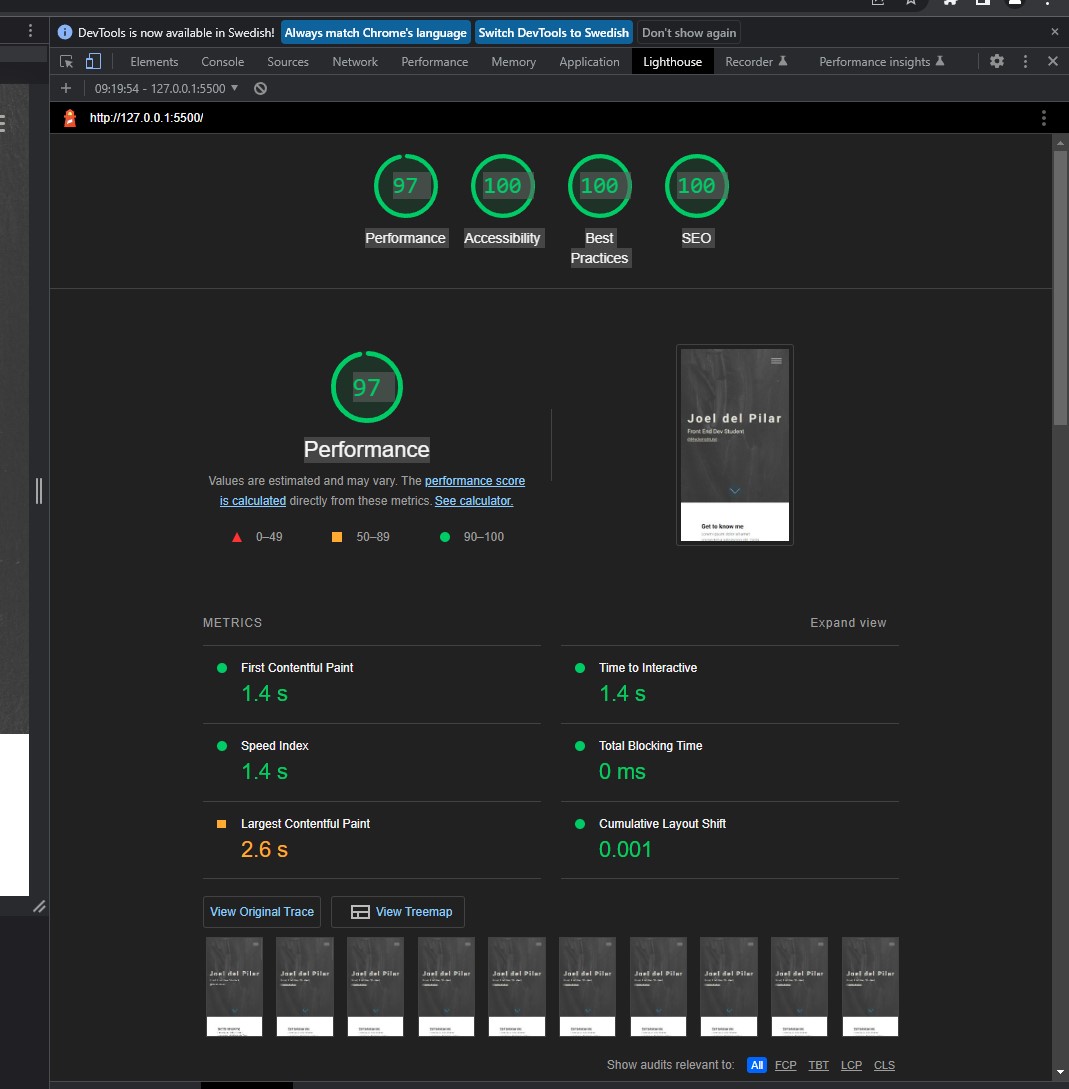 DevTools is now available in Swedish! Always match Chrome's language Switch DevTools to Swedish Don't show again
Elements Console Sources Network Performance Memory Application Lighthouse Recorder Performance insights
09:19:54 - 127.0.0.1:5500
http://127.0.0.1:5500/
97 100 100 100
Performance Accessibility Best SEO
Practices
97
Performance
Values are estimated and may vary. The performance score
is calculated directly from these metrics. See calculator.
0–49 50–89 90–100
Joel del Pilar
Front End Dev Student
Get to know me
METRICS Expand view
First Contentful Paint Time to Interactive
1.4 s 1.4 s
Speed Index Total Blocking Time
1.4 s 0 ms
Largest Contentful Paint Cumulative Layout Shift
2.6 s 0.001
View Original Trace View Treemap
Joel del Pilar Joel del Pilar Joel del Pilar Joel del Pilar Joel del Pilar Joel del Pilar Joel del Pilar Joel del Pilar Joel del Pilar Joel del Pilar
Show audits relevant to: All FCP TBT LCP CLS